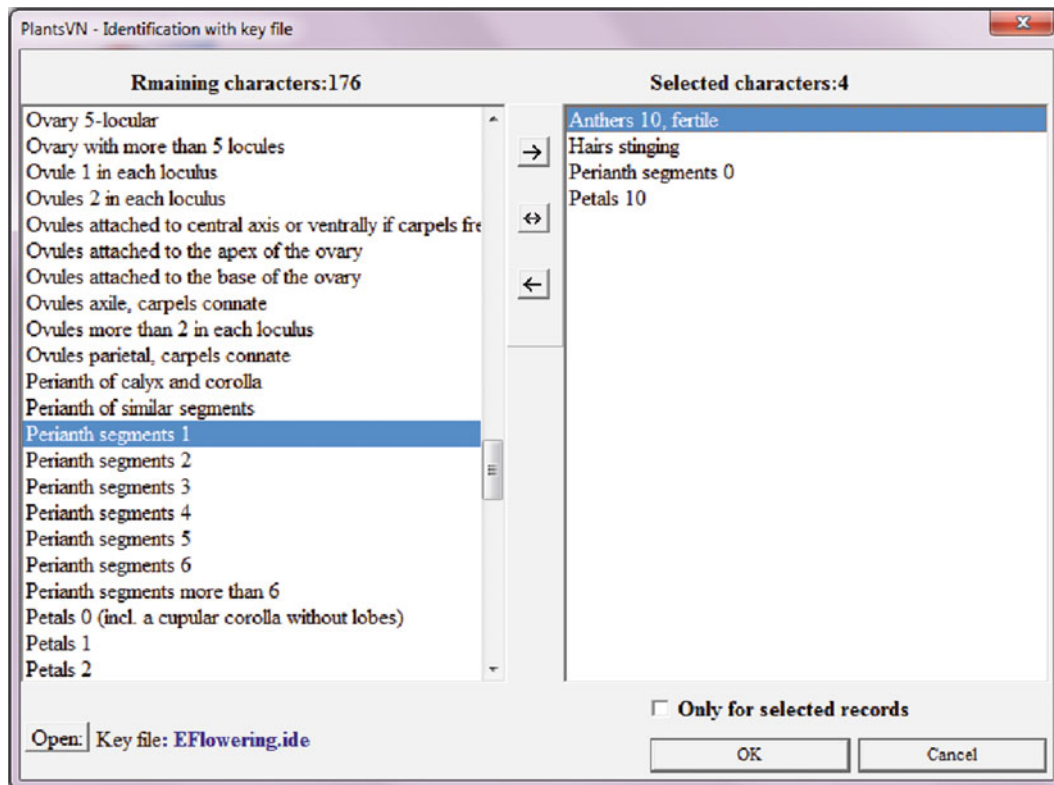 PlantsVN - Identification with key file
Rmaining characters:176
Selected characters:4
Ovary 5-locular
Ovary with more than 5 locules
Ovule 1 in each loculus
Ovules 2 in each loculus
Ovules attached to central axis or ventrally if carpels fre
Ovules attached to the apex of the ovary
Ovules attached to the base of the ovary
Ovules axile, carpels connate
Ovules more than 2 in each loculus
Ovules parietal, carpels connate
Perianth of calyx and corolla
Perianth of similar segments
Perianth segments 1
Perianth segments 2
Perianth segments 3
Perianth segments 4
Perianth segments 5
Perianth segments 6
Perianth segments more than 6
Petals 0 (incl. a cupular corolla without lobes)
Petals 1
Petals 2
Anthers 10, fertile
Hairs stinging
Perianth segments 0
Petals 10
Only for selected records
Open: Key file: EFlowering.ide
OK
Cancel